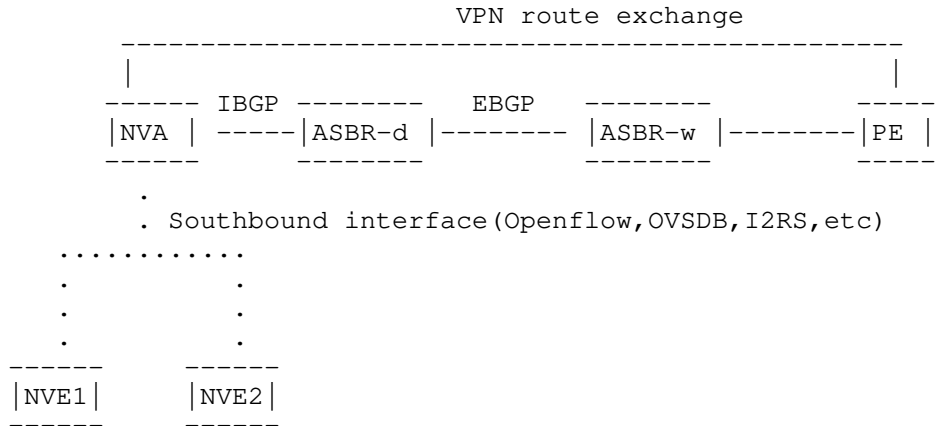 VPN route exchange
IBGP EBGP
|NVA | -----|ASBR-d |-------- |ASBR-w |--------|PE |
. Southbound interface(Openflow,OVSDB,I2RS,etc)
|NVE1| |NVE2|